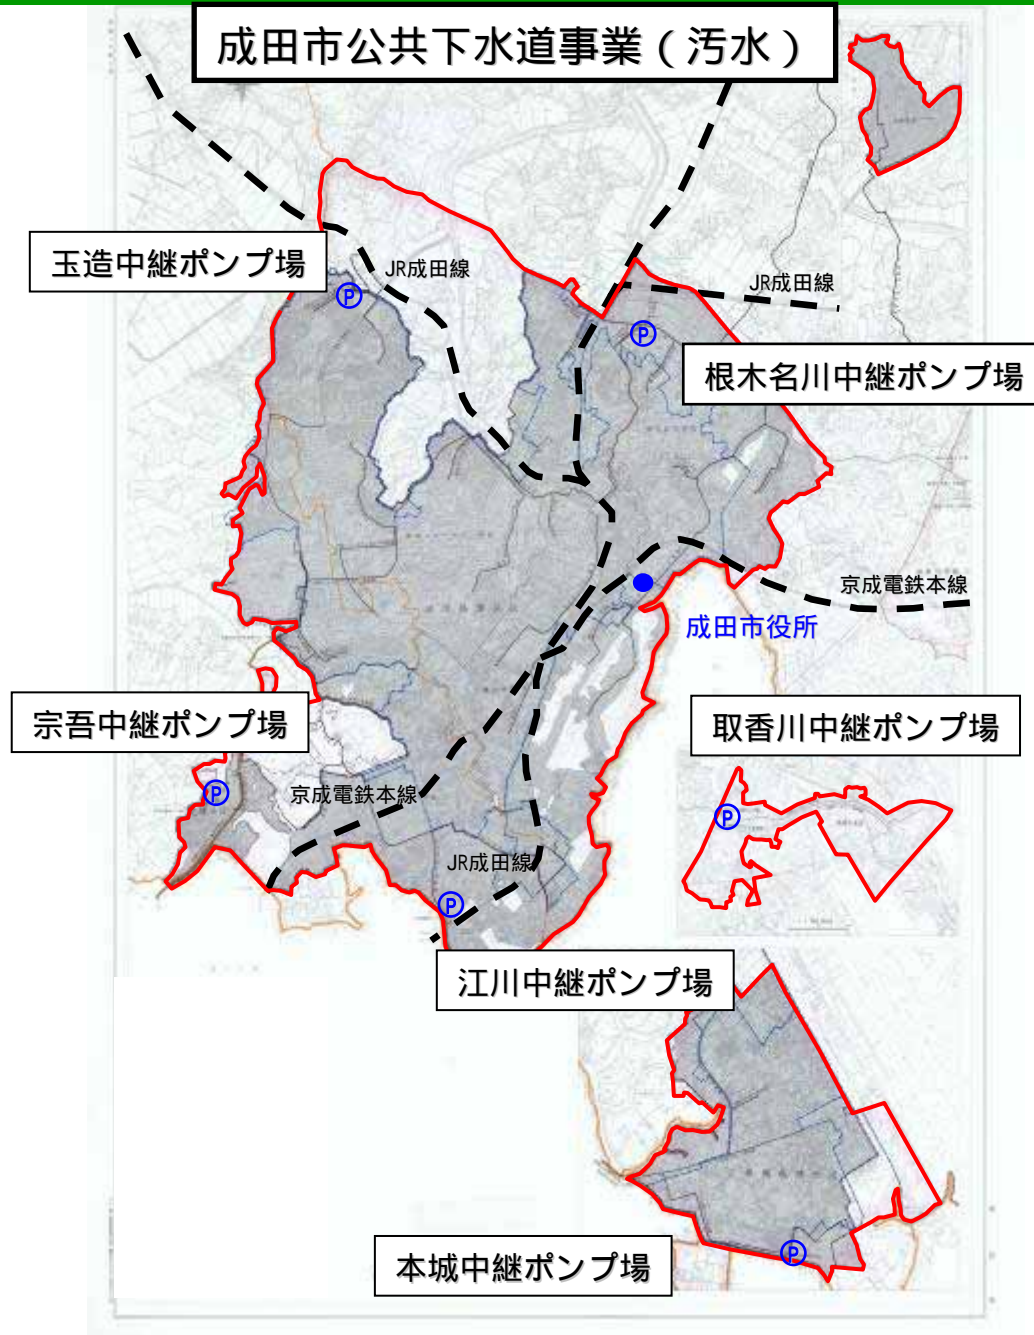 成田市公共下水道事業（汚水）
玉造中継ポンプ場
JR成田線
JR成田線
P
P
根木名川中継ポンプ場
京成電鉄本線
成田市役所
宗吾中継ポンプ場
取香川中継ポンプ場
P
京成電鉄本線
P
JR成田線
P
江川中継ポンプ場
本城中継ポンプ場
P